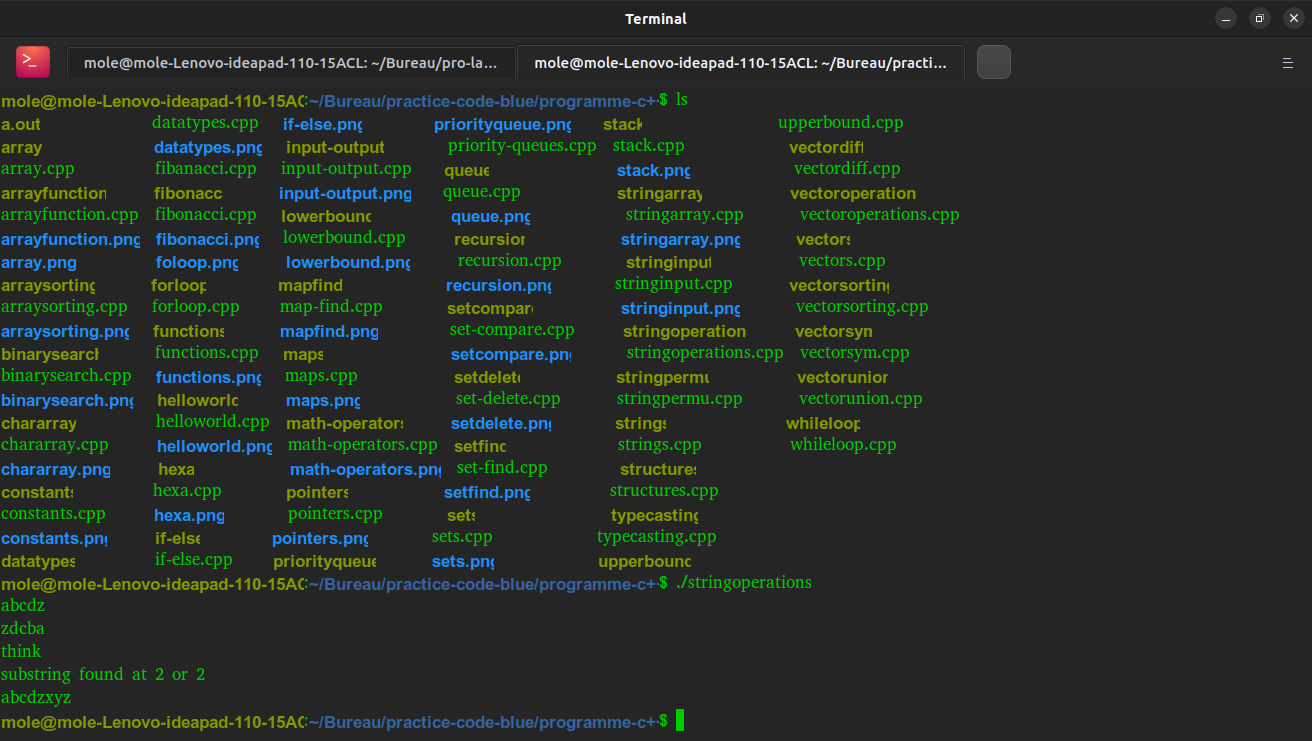 Terminal
mole@mole-Lenovo-ideapad-110-15ACL: ~/Bureau/pro-la... mole@mole-Lenovo-ideapad-110-15ACL: ~/Bureau/practi...
mole@mole-Lenovo-ideapad-110-15AC:~/Bureau/practice-code-blue/programme-c+$ ls
a.out datatypes.cpp if-else.png priorityqueue.png stack upperbound.cpp
array datatypes.png input-output priority-queues.cpp stack.cpp vectordiff
array.cpp fibanacci.cpp input-output.cpp queue stack.png vectordiff.cpp
arrayfunction fibonacc input-output.png queue.cpp stringarray vectoroperation
arrayfunction.cpp fibonacci.cpp lowerbound queue.png stringarray.cpp vectoroperations.cpp
arrayfunction.png fibonacci.png lowerbound.cpp recursion stringarray.png vectors
array.png foloop.png lowerbound.png recursion.cpp stringinput vectors.cpp
arraysorting forloop mapfind recursion.png stringinput.cpp vectorsorting
arraysorting.cpp forloop.cpp map-find.cpp setcompare stringinput.png vectorsorting.cpp
arraysorting.png functions mapfind.png set-compare.cpp stringoperation vectorsym
binarysearch functions.cpp maps setcompare.png stringoperations.cpp vectorsym.cpp
binarysearch.cpp functions.png maps.cpp setdelete stringpermu vectorunion
binarysearch.png helloworld maps.png set-delete.cpp stringpermu.cpp vectorunion.cpp
chararray helloworld.cpp math-operators setdelete.png strings whileloop
chararray.cpp helloworld.png math-operators.cpp setfind strings.cpp whileloop.cpp
chararray.png hexa math-operators.png set-find.cpp structures
constants hexa.cpp pointers setfind.png structures.cpp
constants.cpp hexa.png pointers.cpp sets typecasting
constants.png if-else pointers.png sets.cpp typecasting.cpp
datatypes if-else.cpp priorityqueue sets.png upperbound
mole@mole-Lenovo-ideapad-110-15AC:~/Bureau/practice-code-blue/programme-c+$ ./stringoperations
abcdz
zdcba
think
substring found at 2 or 2
abcdzxyz
mole@mole-Lenovo-ideapad-110-15AC:~/Bureau/practice-code-blue/programme-c+$